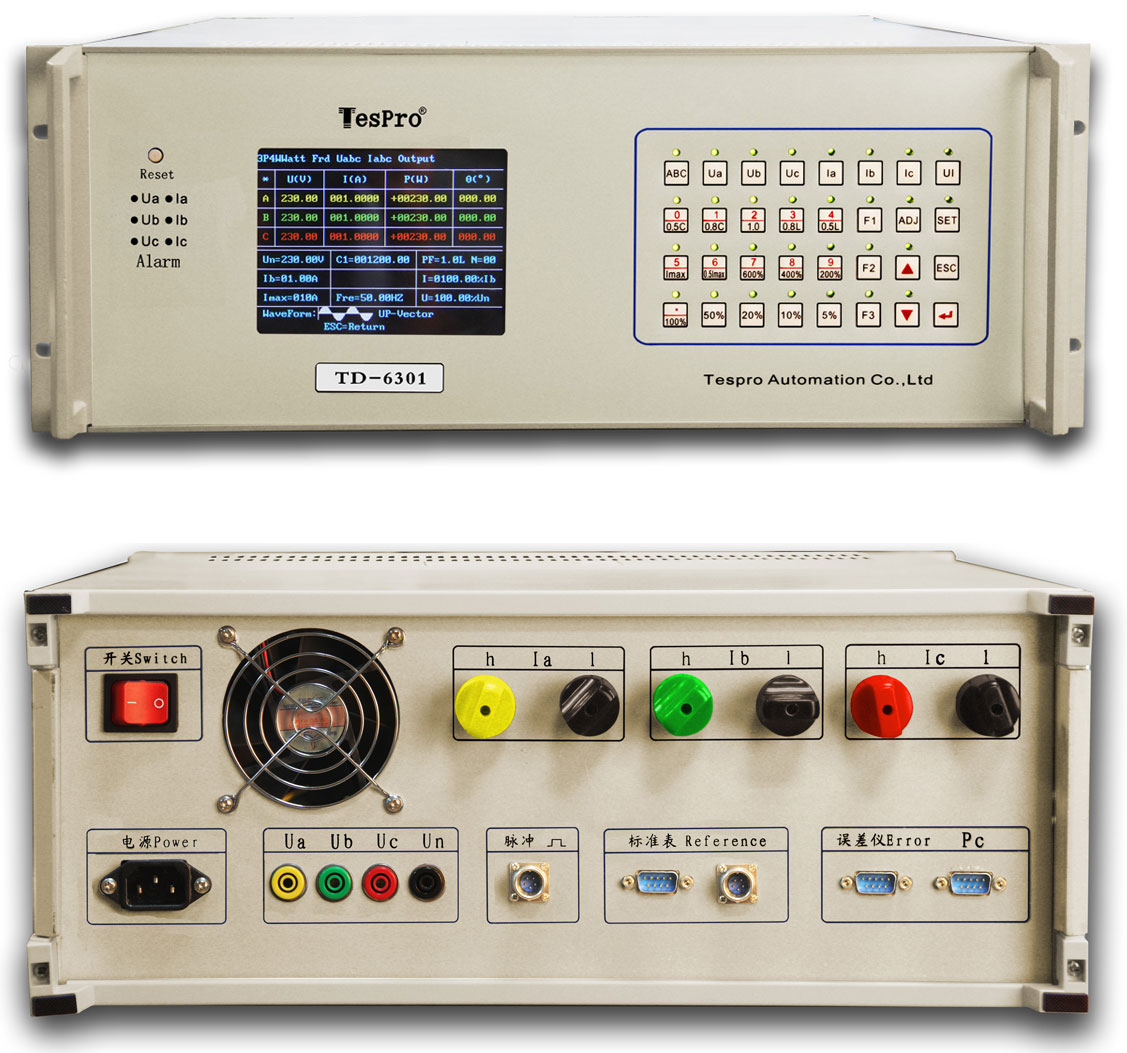 TesPro®
Reset
Ua Ia
Ub Ib
Uc Ic
Alarm
3P4WWatt Frd Uabc Iabc Output
* U(V) I(A) P(W) θ(°)
A 230.00 001.0000 +00230.00 000.00
B 230.00 001.0000 +00230.00 000.00
C 230.00 001.0000 +00230.00 000.00
Un=230.00V C1=001200.00 PF=1.0L N=00
Ib=01.00A I=0100.00%Ib
Imax=010A Fre=50.00HZ U=100.00%Un
WaveForm: UP-Vector
ESC=Return
TD-6301
ABC Ua Ub Uc Ia Ib Ic UI
0 1 2 3 4
0.5C 0.8C 1.0 0.8L 0.5L F1 ADJ SET
5 6 7 8 9
Imax 0.5Imax 600% 400% 200% F2 ESC
100% 50% 20% 10% 5% F3
Tespro Automation Co.,Ltd
开关Switch
h Ia l
h Ib l
h Ic l
电源Power
Ua Ub Uc Un
脉冲
标准表 Reference
误差仪Error Pc